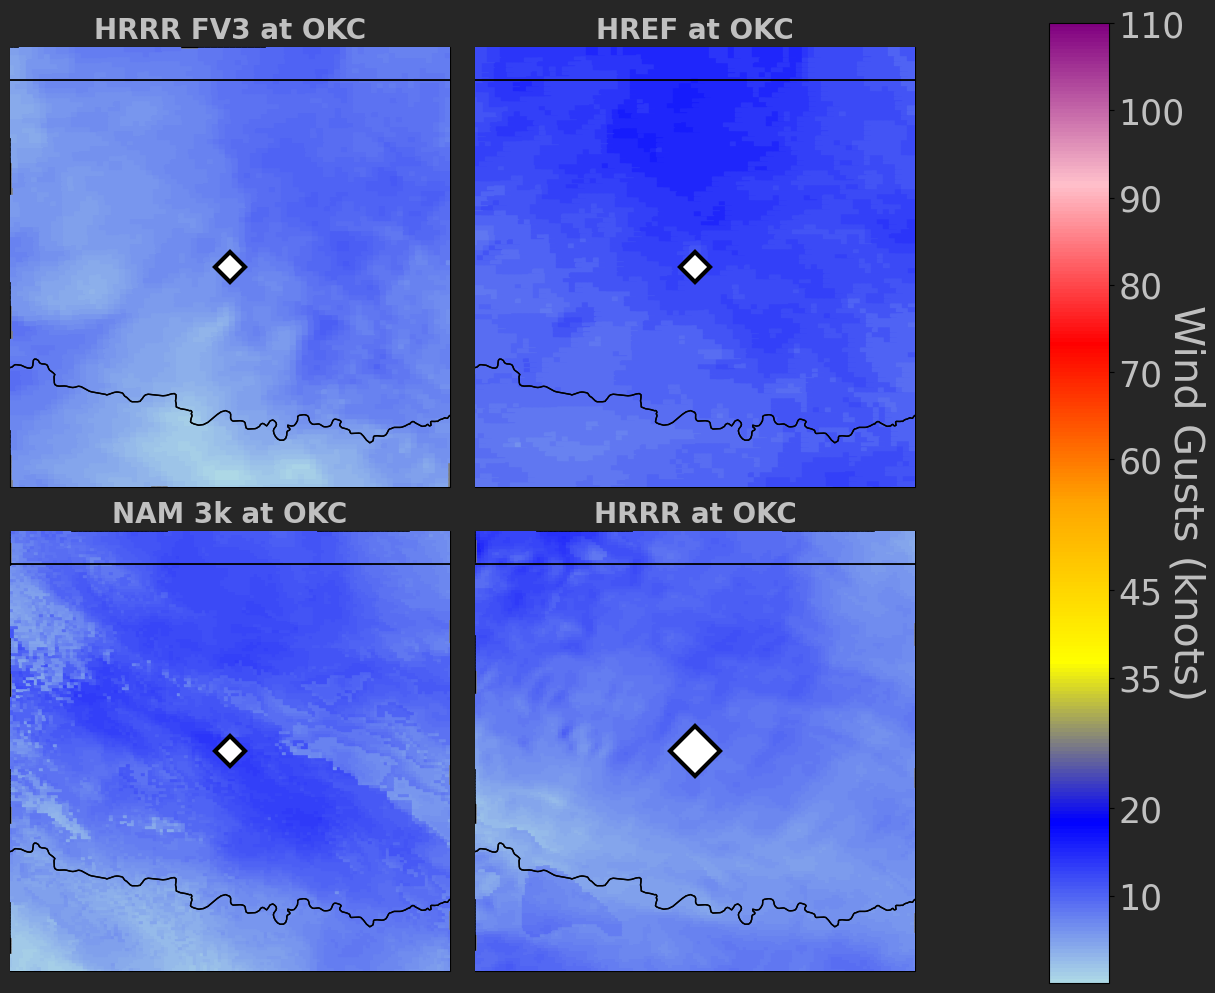 HRRR FV3 at OKC
HREF at OKC
NAM 3k at OKC
HRRR at OKC
110
100
90
80
70
60
45
35
20
10
Wind Gusts (knots)